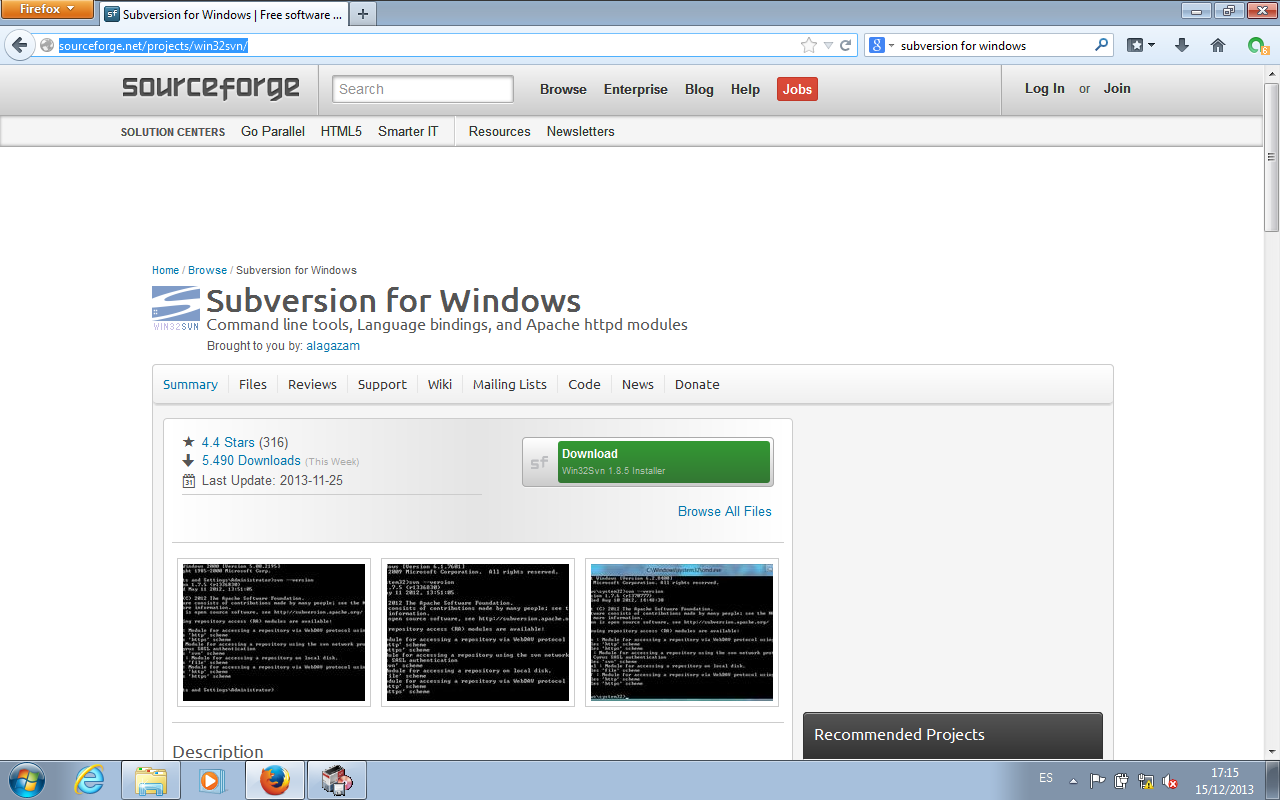 Firefox
Subversion for Windows | Free software ...
sourceforge.net/projects/win32svn/
subversion for windows
sourceforge
Search
Browse Enterprise Blog Help Jobs
Log In or Join
SOLUTION CENTERS Go Parallel HTML5 Smarter IT Resources Newsletters
Home / Browse / Subversion for Windows
WIN32SVN
Subversion for Windows
Command line tools, Language bindings, and Apache httpd modules
Brought to you by: alagazam
Summary Files Reviews Support Wiki Mailing Lists Code News Donate
4.4 Stars (316)
5.490 Downloads (This Week)
Last Update: 2013-11-25
sf
Download
Win32Svn 1.8.5 Installer
Browse All Files
Description
Recommended Projects
ES
17:15
15/12/2013